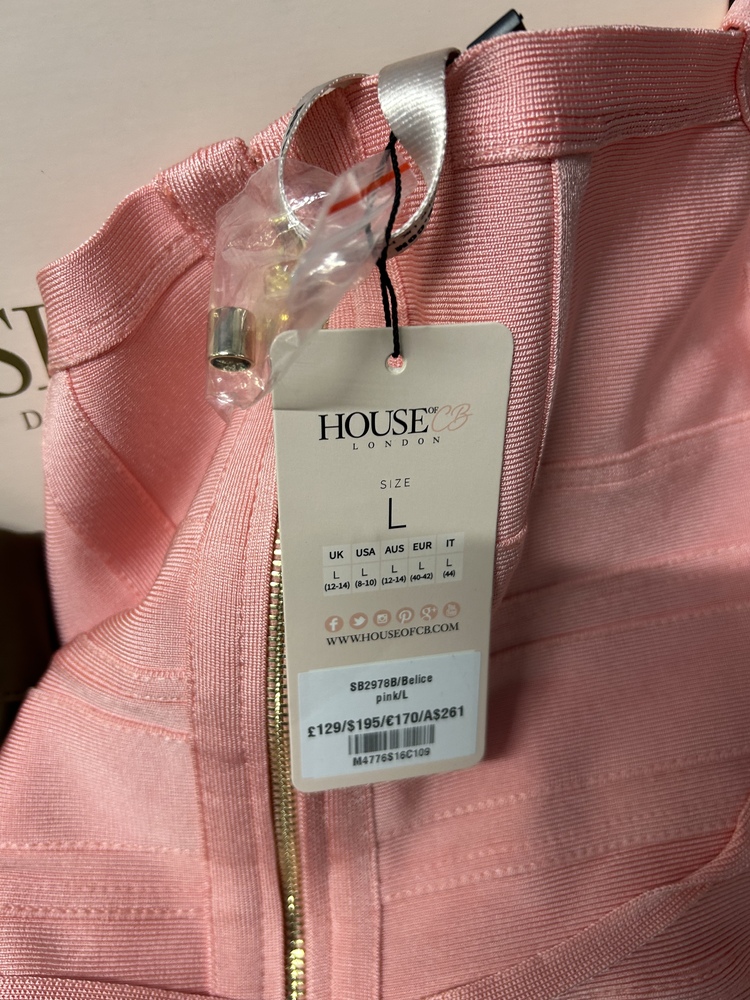 HOUSE OF CB
LONDON
SIZE
L
UK USA AUS EUR IT
L L L L L
(12-14) (8-10) (12-14) (40-42) (44)
WWW.HOUSEOFCB.COM
SB2978B/Belice
pink/L
£129/$195/€170/A$261
M4776S16C109